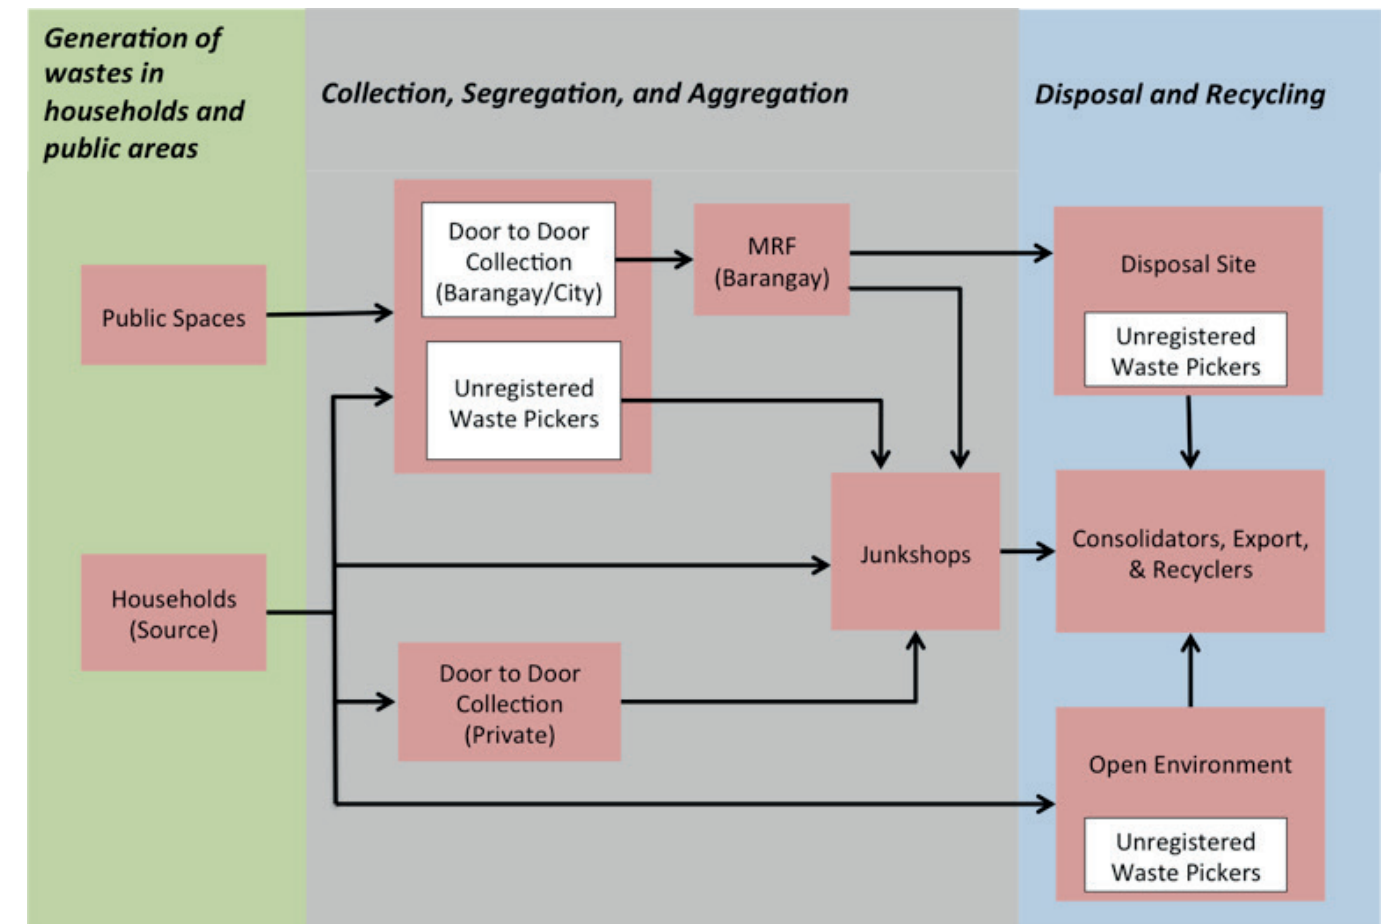 Generation of
wastes in
households and
public areas
Collection, Segregation, and Aggregation
Disposal and Recycling
Public Spaces
Households
(Source)
Door to Door
Collection
(Barangay/City)
Unregistered
Waste Pickers
MRF
(Barangay)
Junkshops
Door to Door
Collection
(Private)
Disposal Site
Unregistered
Waste Pickers
Consolidators, Export,
& Recyclers
Open Environment
Unregistered
Waste Pickers